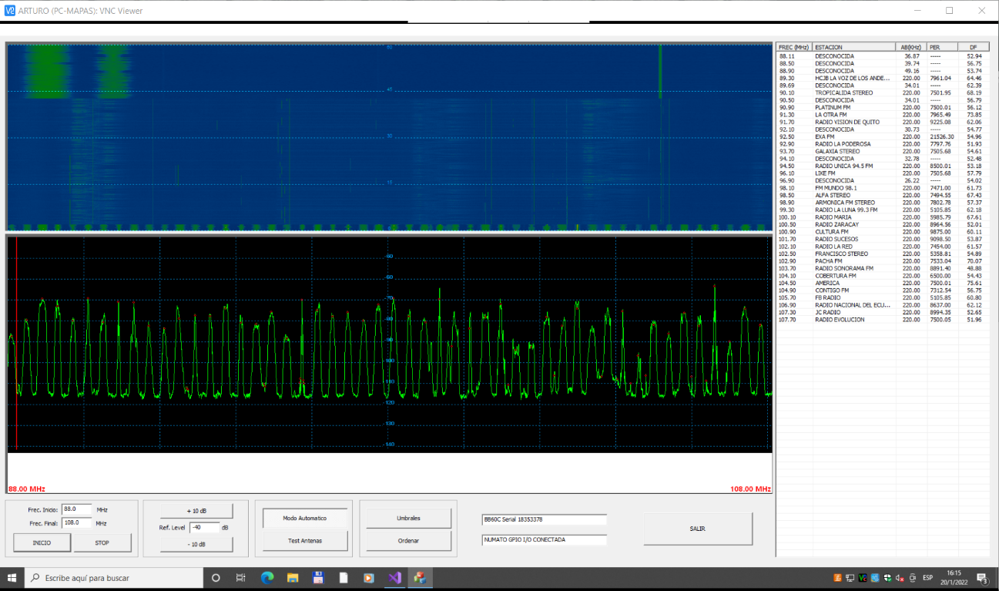 VR ARTURO (PC-MAPAS): VNC Viewer
60
45
30
15
-50
-60
-70
-80
-90
-100
-110
-120
-130
-140
88.00 MHz 108.00 MHz
FREC (MHz) ESTACION AB(KHz) PER DF
88.11 DESCONOCIDA 36.87 ----- 52.94
88.50 DESCONOCIDA 39.74 ----- 56.75
88.90 DESCONOCIDA 49.16 ----- 53.74
89.30 HCJB LA VOZ DE LOS ANDE... 220.00 7961.04 64.46
89.69 DESCONOCIDA 34.01 ----- 62.39
90.10 TROPICALIDA STEREO 220.00 7501.95 68.19
90.50 DESCONOCIDA 34.01 ----- 56.79
90.90 PLATINUM FM 220.00 7500.01 56.12
91.30 LA OTRA FM 220.00 7965.49 73.85
91.70 RADIO VISION DE QUITO 220.00 9225.08 62.06
92.10 DESCONOCIDA 30.73 ----- 54.77
92.50 EXA FM 220.00 21526.30 54.96
92.90 RADIO LA PODEROSA 220.00 7797.76 51.93
93.70 GALAXIA STEREO 220.00 7505.68 54.61
94.10 DESCONOCIDA 32.78 ----- 52.48
94.50 RADIO UNICA 94.5 FM 220.00 8500.01 53.18
96.10 LIKE FM 220.00 7505.68 57.79
96.90 DESCONOCIDA 26.22 ----- 54.02
98.10 FM MUNDO 98.1 220.00 7471.00 61.73
98.50 ALFA STEREO 220.00 7494.55 67.43
98.90 ARMONICA FM STEREO 220.00 7802.78 57.37
99.30 RADIO LA LUNA 99.3 FM 220.00 5105.85 62.18
100.10 RADIO MARIA 220.00 5985.79 67.61
100.50 RADIO ZARACAY 220.00 8964.56 52.01
100.90 CULTURA FM 220.00 9875.00 60.11
101.70 RADIO SUCESOS 220.00 9098.50 53.87
102.10 RADIO LA RED 220.00 7454.00 61.57
102.50 FRANCISCO STEREO 220.00 5358.81 54.89
102.90 PACHA FM 220.00 7533.04 70.07
103.70 RADIO SONORAMA FM 220.00 8891.40 48.88
104.10 COBERTURA FM 220.00 6500.00 54.43
104.50 AMERICA 220.00 7500.01 75.61
104.90 CONTIGO FM 220.00 7312.54 56.75
105.70 FB RADIO 220.00 5105.85 60.80
106.90 RADIO NACIONAL DEL ECU... 220.00 8637.00 62.12
107.30 JC RADIO 220.00 8994.35 52.65
107.70 RADIO EVOLUCION 220.00 7500.05 51.96
Frec. Inicio: 88.0 MHz
Frec. Final: 108.0 MHz
INICIO STOP
+ 10 dB
Ref. Level -40 dB
- 10 dB
Modo Automatico
Test Antenas
Umbrales
Ordenar
BB60C Serial 18353378
NUMATO GPIO I/O CONECTADA
SALIR
Escribe aquí para buscar
ESP 16:15
20/1/2022
3